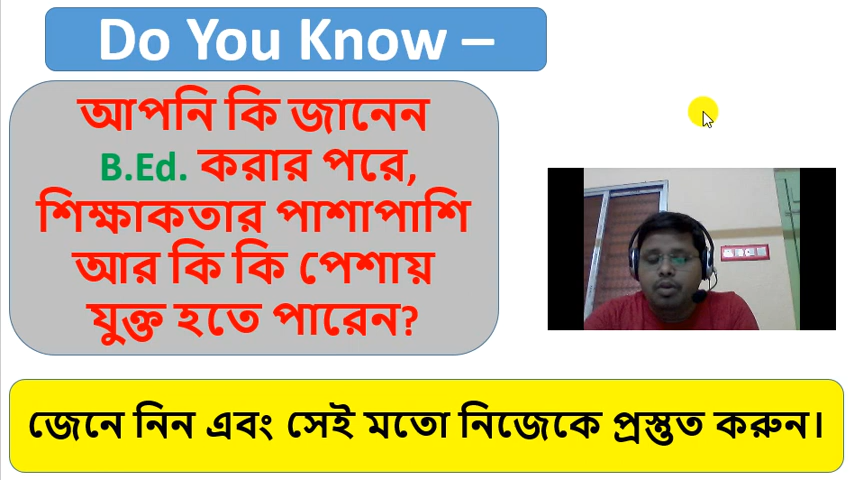 Do You Know –
আপনি কি জানেন
B.Ed. করার পরে,
শিক্ষাকতার পাশাপাশি
আর কি কি পেশায়
যুক্ত হতে পারেন?
জেনে নিন এবং সেই মতো নিজেকে প্রস্তুত করুন।